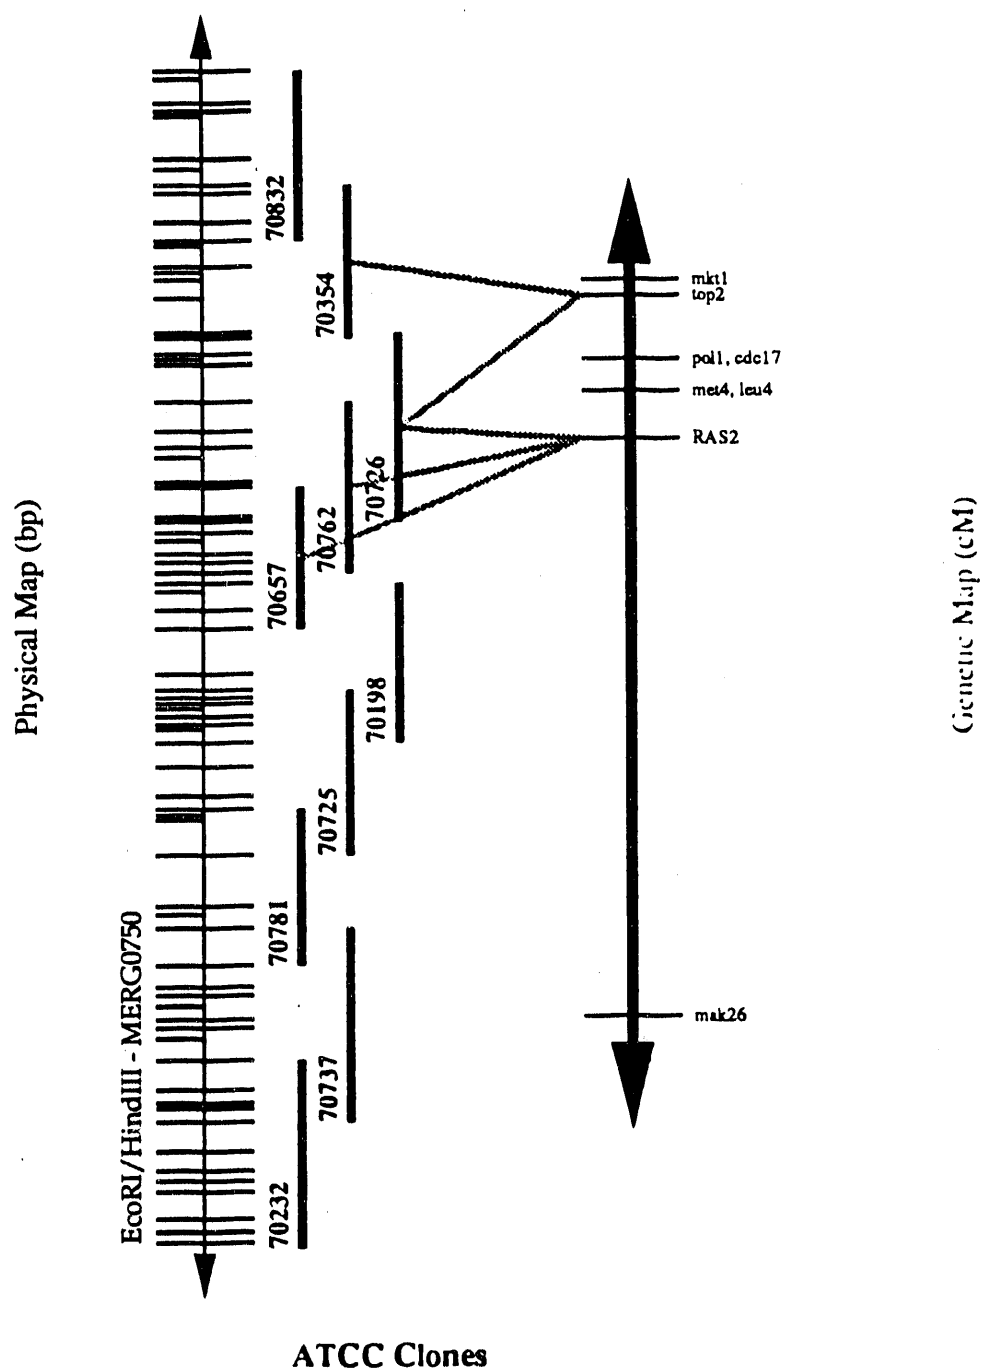 Physical Map (bp)
EcoRI/HindIII - MERG0750
70832
70354
70726
70762
70657
70198
70725
70781
70737
70232
mkt1
top2
pol1, cdc17
met4, leu4
RAS2
mak26
Genetic Map (cM)
ATCC Clones